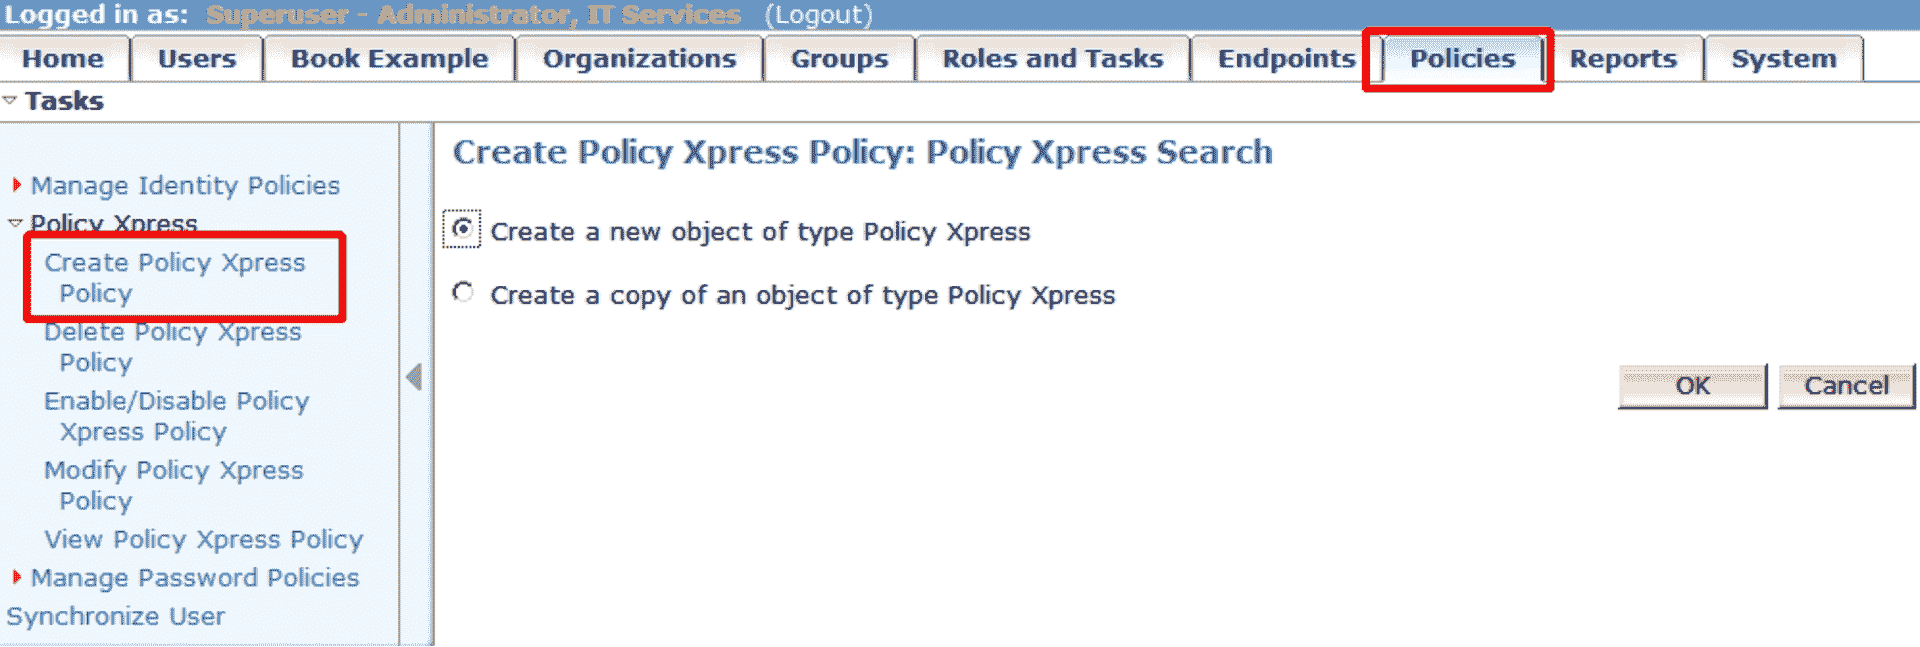 Logged in as: Superuser - Administrator, IT Services (Logout)
Home Users Book Example Organizations Groups Roles and Tasks Endpoints Policies Reports System
Tasks
Manage Identity Policies
Policy Xpress
Create Policy Xpress
Policy
Delete Policy Xpress
Policy
Enable/Disable Policy
Xpress Policy
Modify Policy Xpress
Policy
View Policy Xpress Policy
Manage Password Policies
Synchronize User
Create Policy Xpress Policy: Policy Xpress Search
Create a new object of type Policy Xpress
Create a copy of an object of type Policy Xpress
OK Cancel